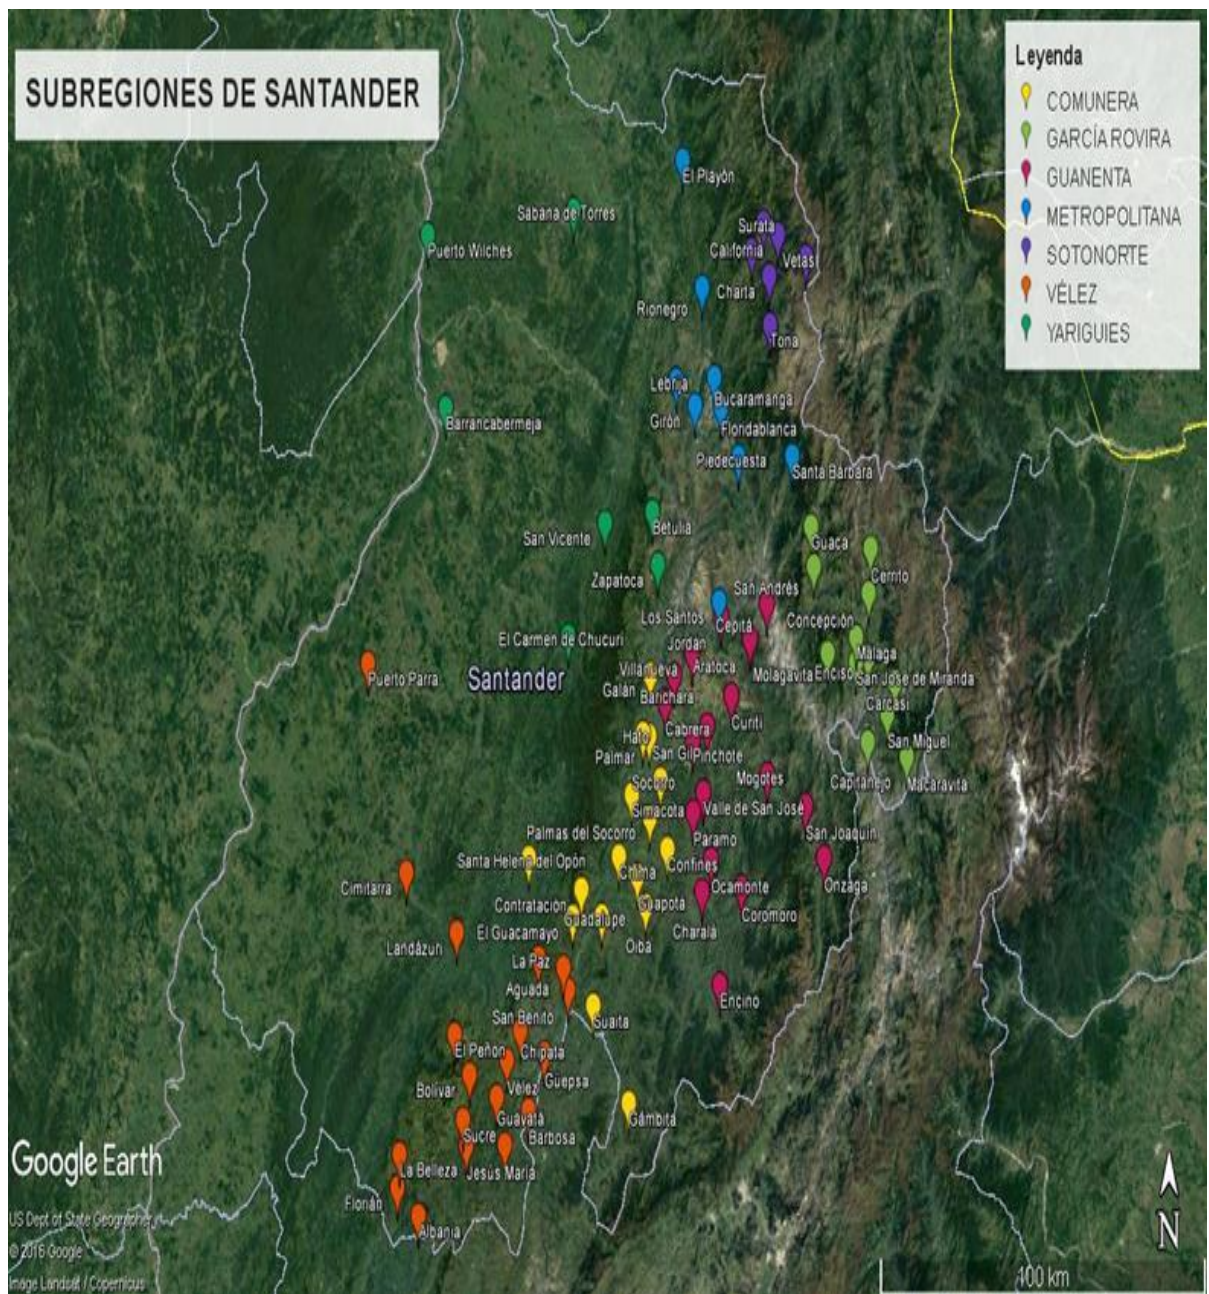 SUBREGIONES DE SANTANDER
Leyenda
COMUNERA
GARCÍA ROVIRA
GUANENTA
METROPOLITANA
SOTONORTE
VÉLEZ
YARIGUIES
El Playón
Sabana de Torres
Puerto Wilches
Surata
California
Vetas
Charta
Rionegro
Tona
Lebrija
Bucaramanga
Girón
Floridablanca
Barrancabermeja
Piedecuesta
Santa Bárbara
Betulia
San Vicente
Guaca
Cerrito
Zapatoca
San Andrés
Los Santos
Cepitá
Concepción
El Carmen de Chucuri
Jordan
Málaga
Villanueva
Aratoca
Molagavita
Enciso
San Jose de Miranda
Puerto Parra
Santander
Galán
Barichara
Carcasí
Cabrera
Curití
Hato
San Gil
Pinchote
San Miguel
Palmar
Mogotes
Capitanejo
Macaravita
Socorro
Simacota
Valle de San José
Palmas del Socorro
Páramo
San Joaquín
Santa Helena del Opón
Chima
Confines
Cimitarra
Ocamonte
Onzaga
Contratación
Guadalupe
Guapota
Coromoro
El Guacamayo
Oiba
Charalá
Landázuri
La Paz
Aguada
Encino
San Benito
Suaita
El Peñón
Chipatá
Bolívar
Vélez
Güepsa
Guavatá
Gámbita
Sucre
Barbosa
La Belleza
Jesús María
Florián
Albania
Google Earth
US Dept of State Geographer
© 2016 Google
Image Landsat / Copernicus
N
100 km